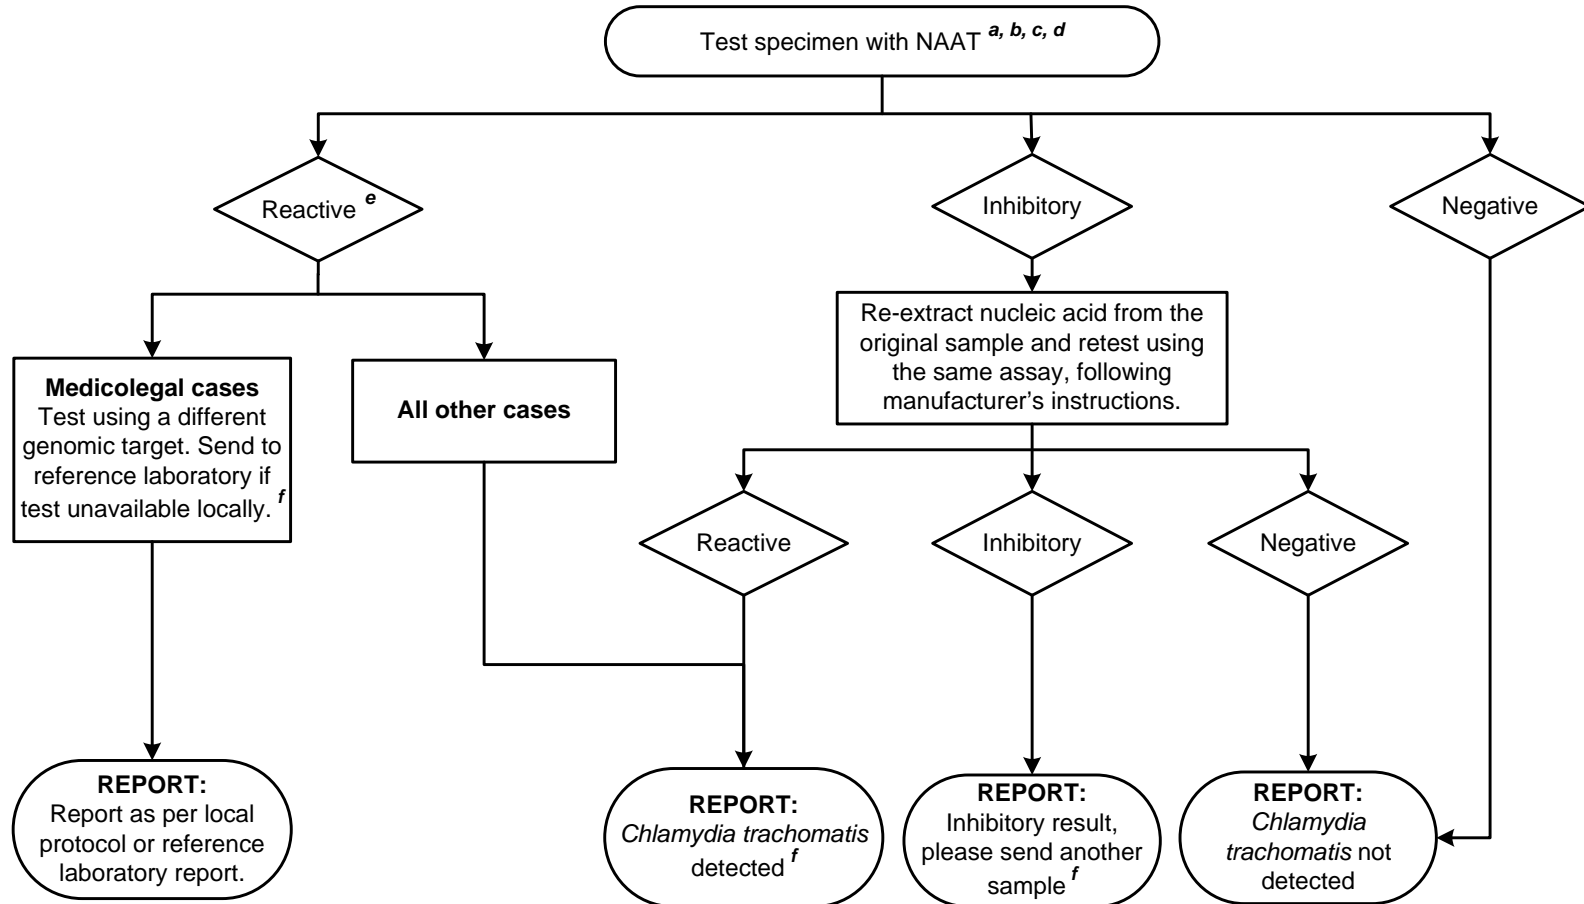 Test specimen with NAAT a, b, c, d
Reactive e
Inhibitory
Negative
Re-extract nucleic acid from the
original sample and retest using
the same assay, following
manufacturer’s instructions.
Medicolegal cases
Test using a different
genomic target. Send to
reference laboratory if
test unavailable locally. f
All other cases
Reactive
Inhibitory
Negative
REPORT:
Report as per local
protocol or reference
laboratory report.
REPORT:
Chlamydia trachomatis
detected f
REPORT:
Inhibitory result,
please send another
sample f
REPORT:
Chlamydia
trachomatis not
detected